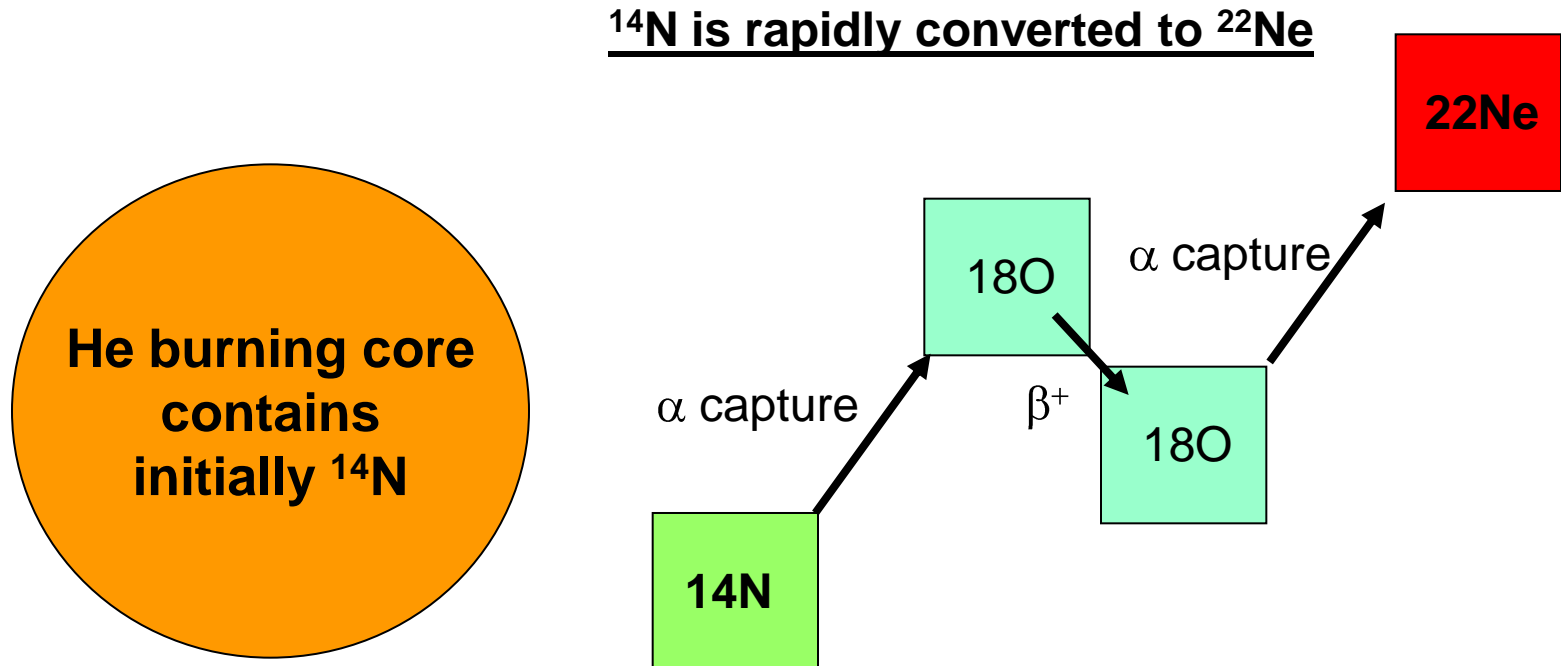 ¹⁴N is rapidly converted to ²²Ne
22Ne
He burning core
contains
initially ¹⁴N
18O
α capture
α capture
β⁺
18O
14N